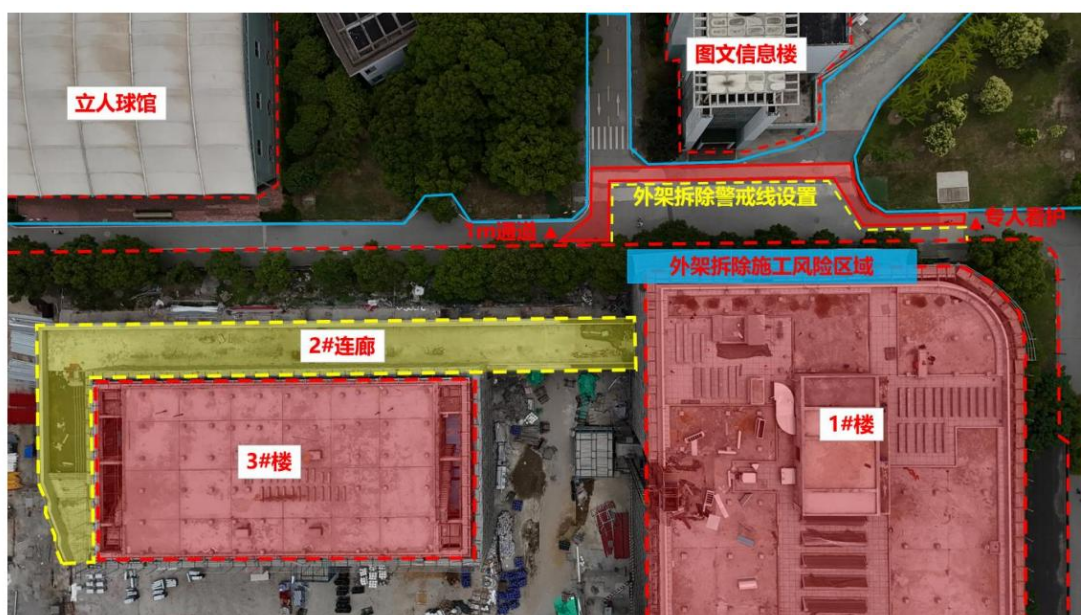 图文信息楼
立人球馆
外架拆除警戒线设置
1m通道
专人看护
外架拆除施工风险区域
2#连廊
1#楼
3#楼